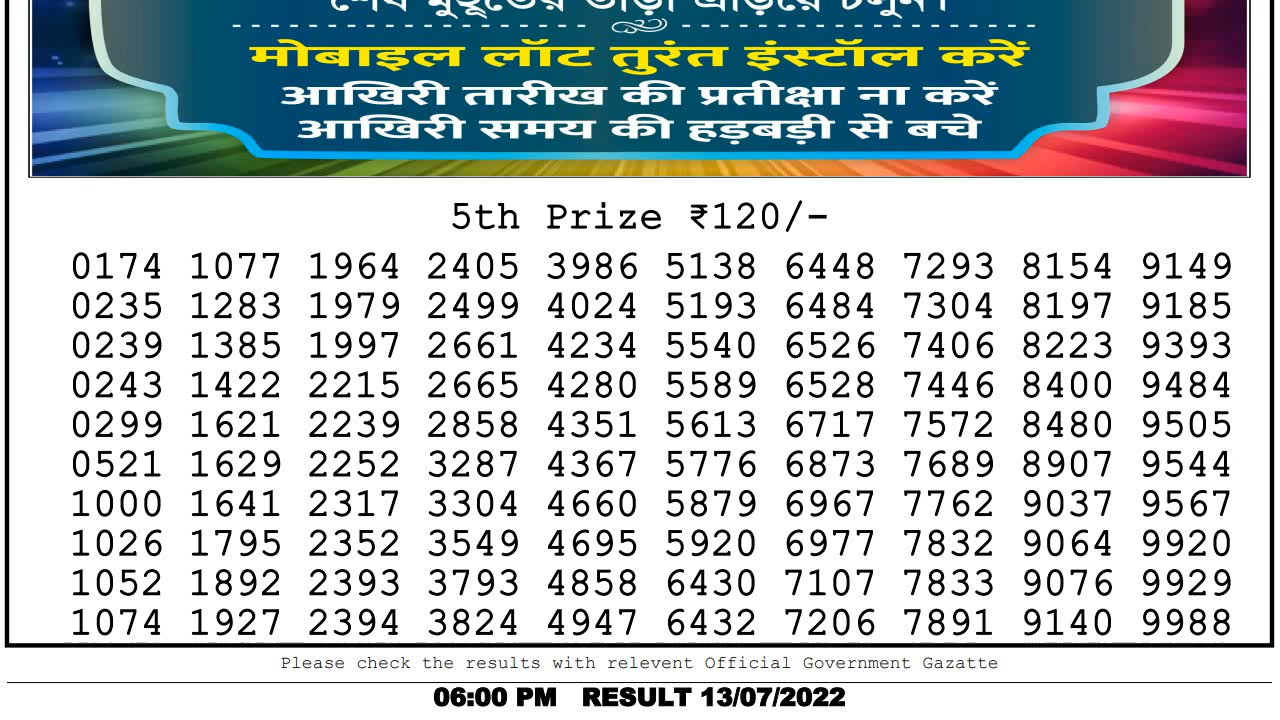 मोबाइल लॉट तुरंत इंस्टॉल करें
आखिरी तारीख की प्रतीक्षा ना करें
आखिरी समय की हड़बड़ी से बचे
5th Prize ₹120/-
0174 1077 1964 2405 3986 5138 6448 7293 8154 9149
0235 1283 1979 2499 4024 5193 6484 7304 8197 9185
0239 1385 1997 2661 4234 5540 6526 7406 8223 9393
0243 1422 2215 2665 4280 5589 6528 7446 8400 9484
0299 1621 2239 2858 4351 5613 6717 7572 8480 9505
0521 1629 2252 3287 4367 5776 6873 7689 8907 9544
1000 1641 2317 3304 4660 5879 6967 7762 9037 9567
1026 1795 2352 3549 4695 5920 6977 7832 9064 9920
1052 1892 2393 3793 4858 6430 7107 7833 9076 9929
1074 1927 2394 3824 4947 6432 7206 7891 9140 9988
Please check the results with relevent Official Government Gazatte
06:00 PM RESULT 13/07/2022